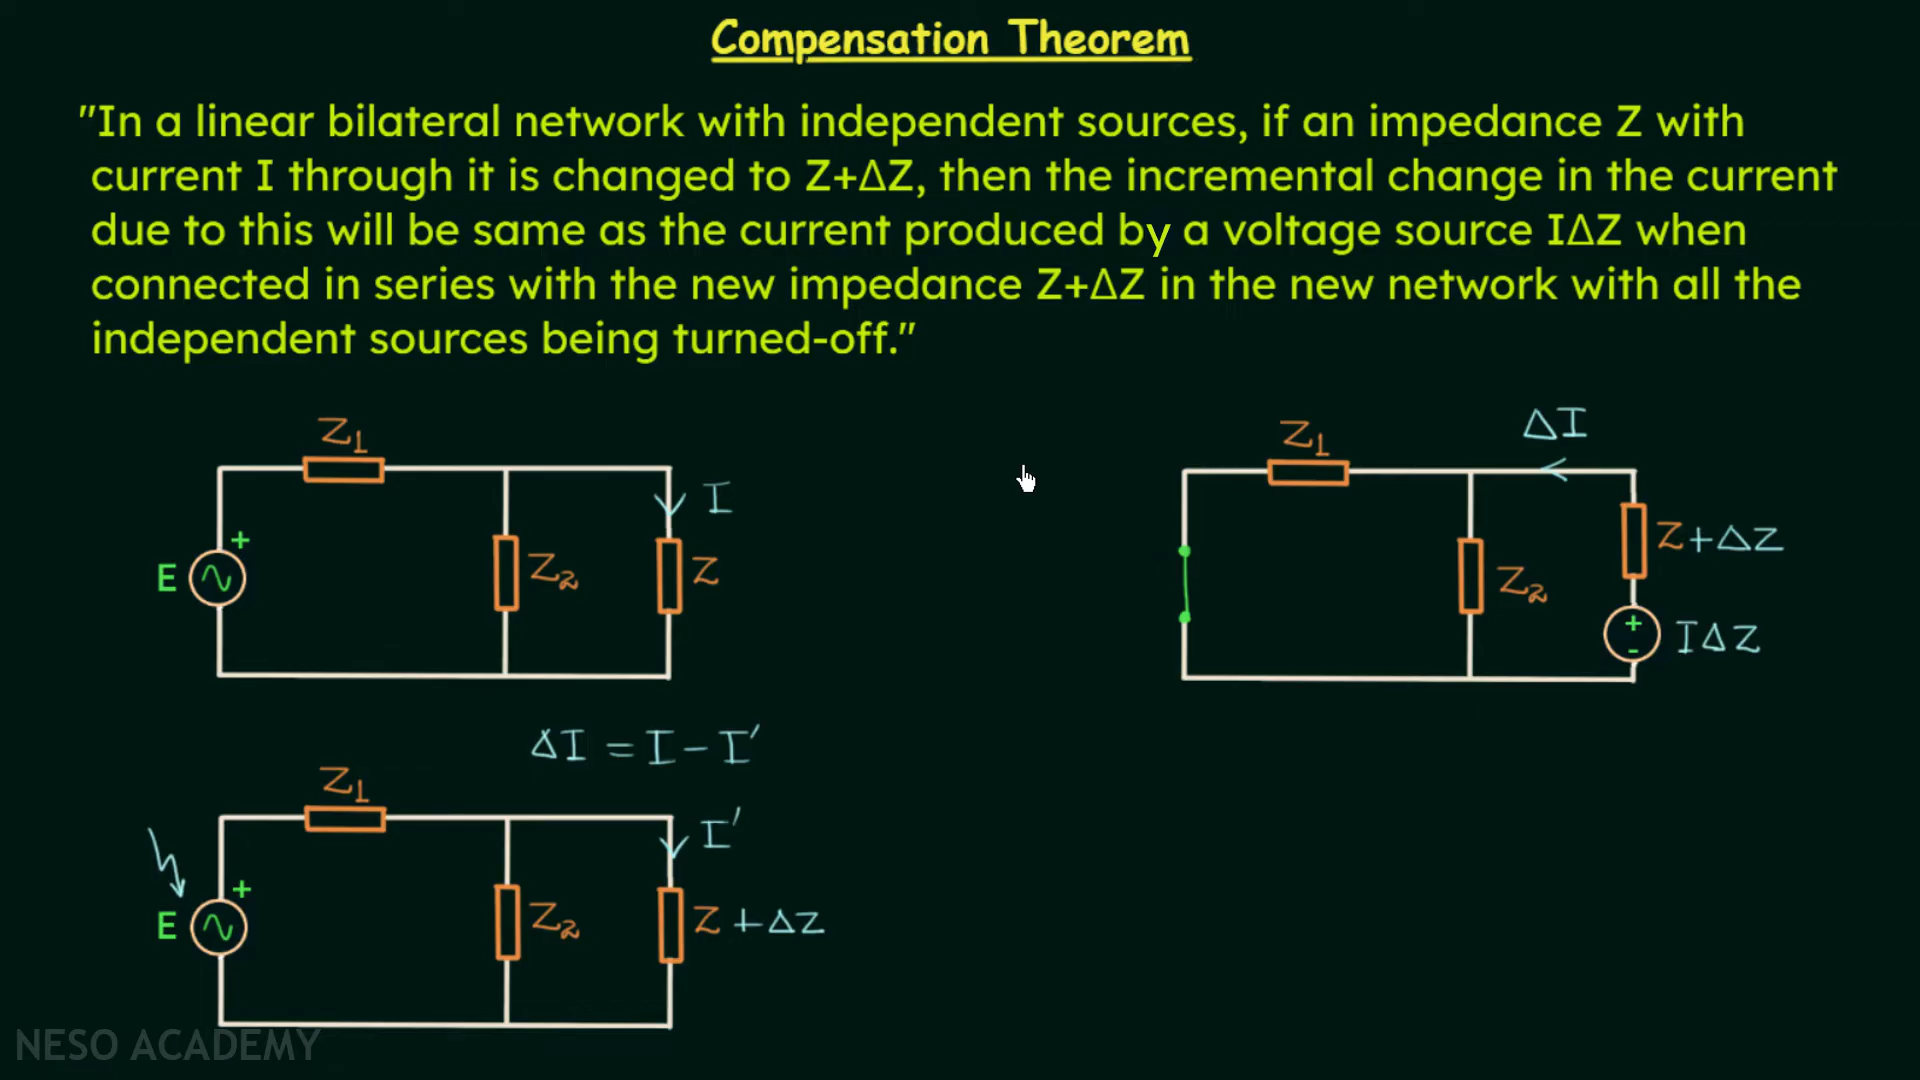 Compensation Theorem
"In a linear bilateral network with independent sources, if an impedance Z with
current I through it is changed to Z+ΔZ, then the incremental change in the current
due to this will be same as the current produced by a voltage source IΔZ when
connected in series with the new impedance Z+ΔZ in the new network with all the
independent sources being turned-off."
Z1
I
+
E
Z2
Z
Z1
ΔI
Z+ΔZ
Z2
+
-
IΔZ
ΔI = I - I'
Z1
I'
+
E
Z2
Z +ΔZ
NESO ACADEMY